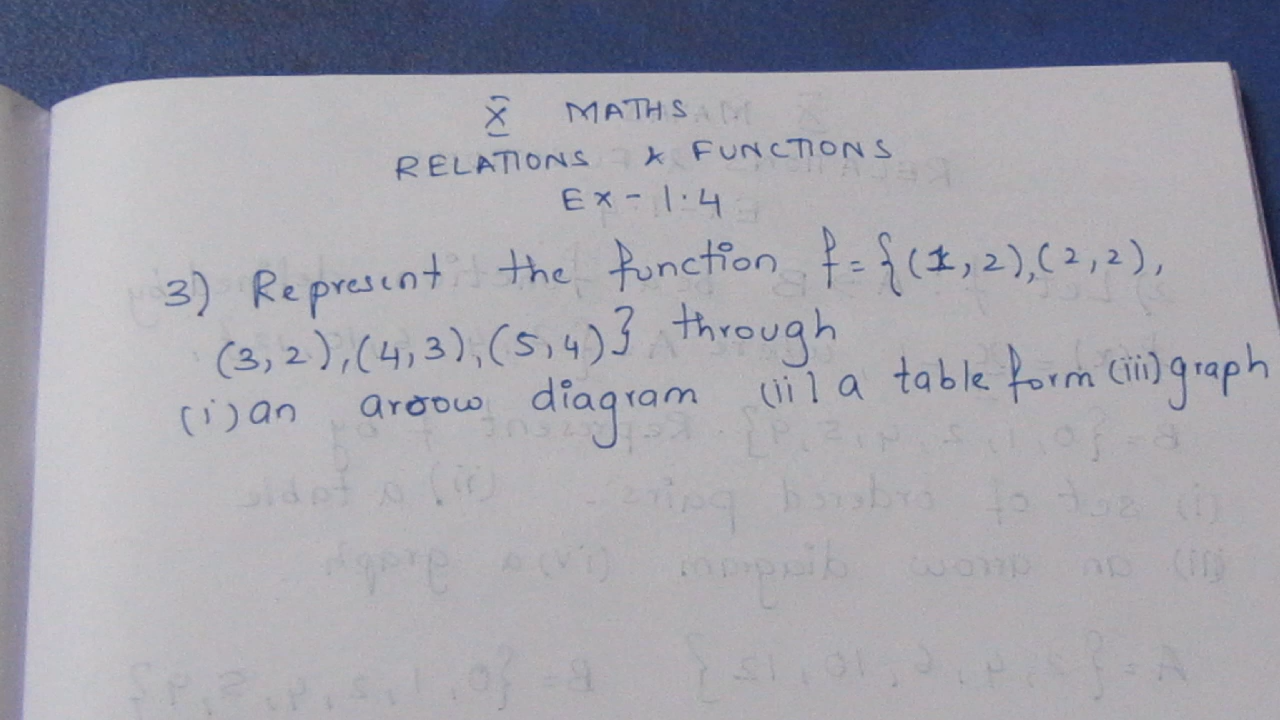 X MATHS
RELATIONS & FUNCTIONS
Ex - 1.4
3) Represent the function f = {(1,2),(2,2),
(3,2),(4,3),(5,4)} through
(i) an arrow diagram (ii) a table form (iii) graph